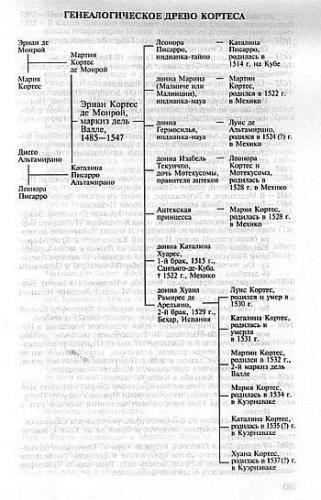 ГЕНЕАЛОГИЧЕСКОЕ ДРЕВО КОРТЕСА
Эрнан де
Монрой
Мария
Кортес
Диего
Альтамирано
Леонора
Писарро
Мартин
Кортес
де Монрой
Эрнан Кортес
де Монрой,
маркиз дель
Валле,
1485—1547
Каталина
Писарро
Альтамирано
Леонора
Писарро,
индианка-тайно
Каталина
Писарро,
родилась в
1514 г. на Кубе
донна Марина
(Малинче или
Малинцин),
индианка-науа
Мартин
Кортес,
родился в 1522 г.
в Мехико
донна
Гермосилья,
индианка-науа
Луис де
Альтамирано,
родился в 1524 (?) г.
в Мехико
донна Изабель
Текуичпо,
дочь Мотекусомы,
правителя ацтеков
Леонора
Кортес и
Мотекусома,
родилась в
1528 г. в Мехико
Ацтекская
принцесса
Мария Кортес,
родилась в 1528 г.
в Мехико
донна Каталина
Хуарес,
1-й брак, 1515 г.,
Сантьяго-де-Куба.
† 1522 г., Мехико
донна Хуана
Рамирес де
Арельяно,
2-й брак, 1529 г.,
Бехар, Испания
Луис Кортес,
родился и умер в
1530 г.
Каталина Кортес,
родилась и
умерла
в 1531 г.
Мартин Кортес,
родился в 1532 г.,
2-й маркиз дель
Валле
Мария Кортес,
родилась в 1534 г.
в Куэрнаваке
Каталина Кортес,
родилась в 1535 (?) г.
в Куэрнаваке
Хуана Кортес,
родилась в 1537(?) г.
в Куэрнаваке